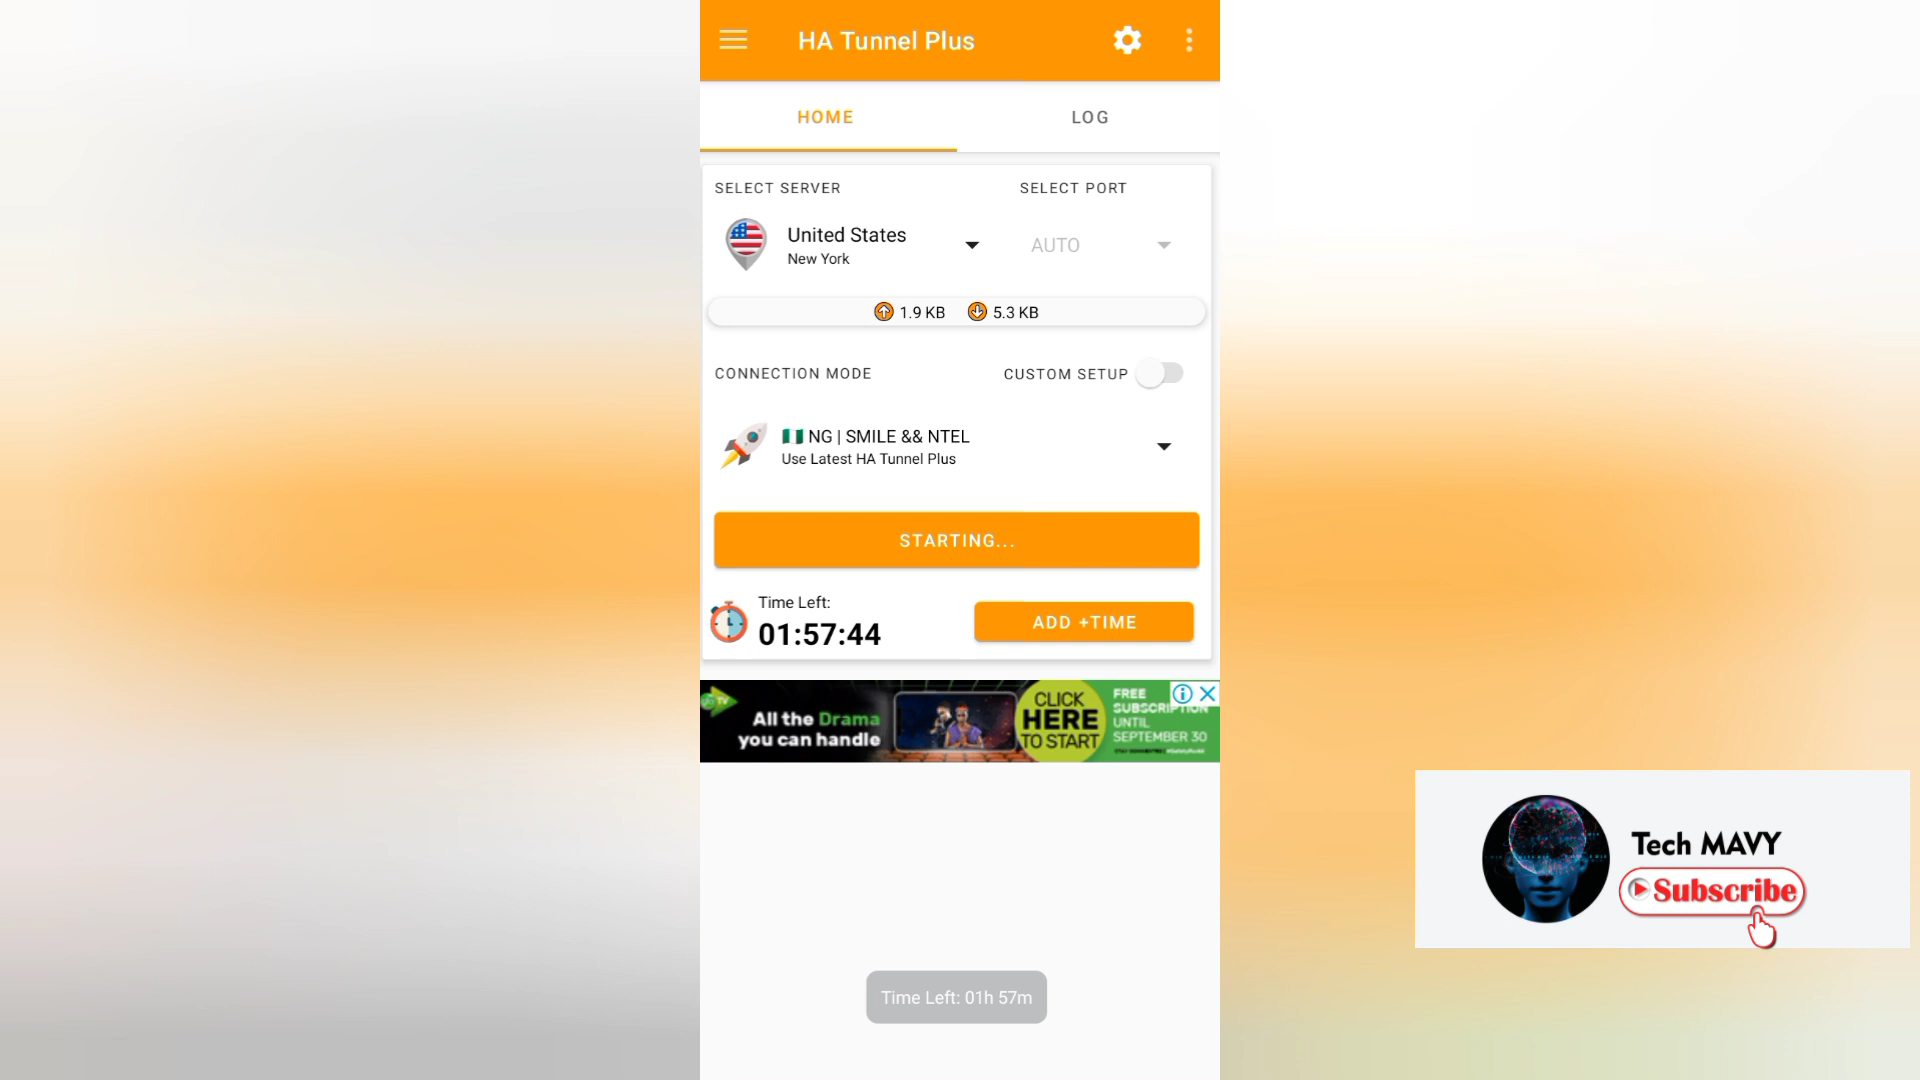 HA Tunnel Plus
HOME
LOG
SELECT SERVER
SELECT PORT
United States
New York
AUTO
1.9 KB
5.3 KB
CONNECTION MODE
CUSTOM SETUP
NG | SMILE && NTEL
Use Latest HA Tunnel Plus
STARTING...
Time Left:
01:57:44
ADD +TIME
TV
All the Drama
you can handle
CLICK
HERE
TO START
FREE
SUBSCRIPTION
UNTIL
SEPTEMBER 30
Tech MAVY
Subscribe
Time Left: 01h 57m